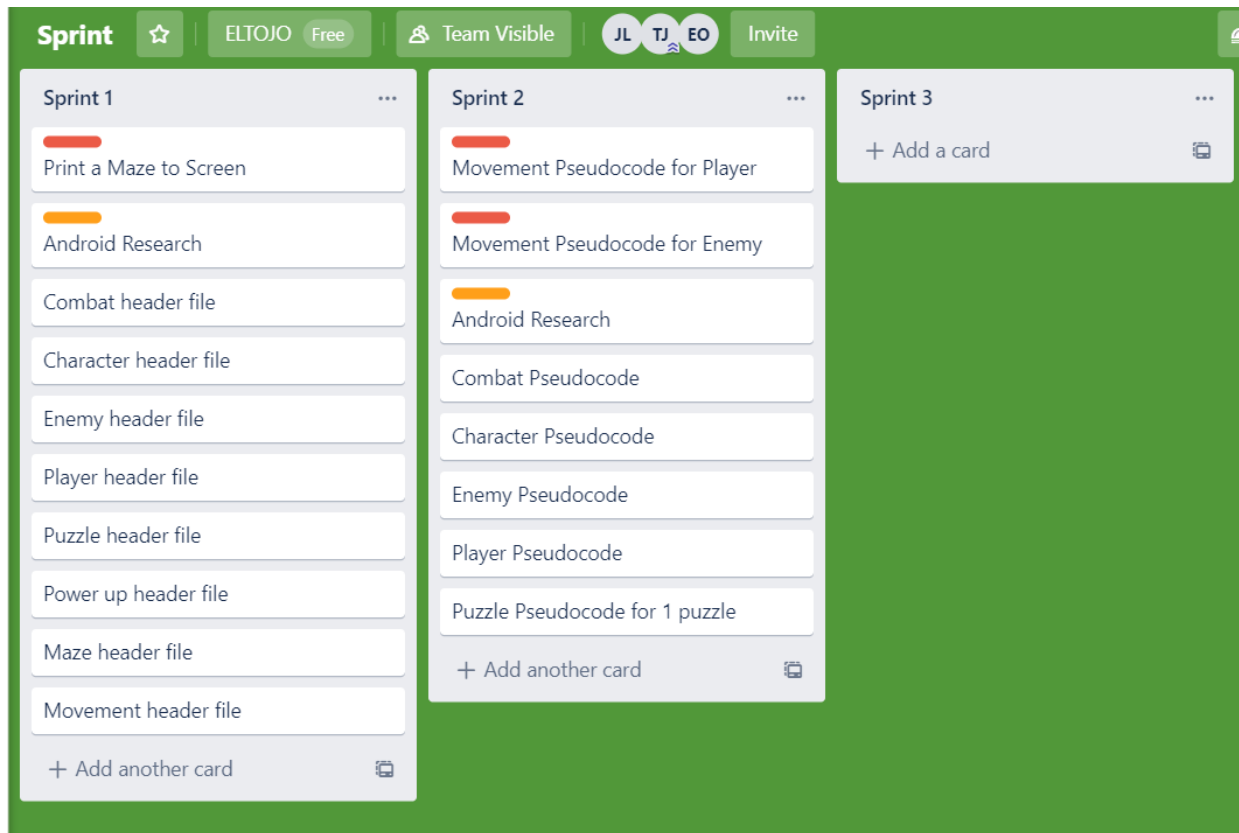 Sprint
ELTOJO Free
Team Visible
JL TJ EO
Invite
Sprint 1
Print a Maze to Screen
Android Research
Combat header file
Character header file
Enemy header file
Player header file
Puzzle header file
Power up header file
Maze header file
Movement header file
+ Add another card
Sprint 2
Movement Pseudocode for Player
Movement Pseudocode for Enemy
Android Research
Combat Pseudocode
Character Pseudocode
Enemy Pseudocode
Player Pseudocode
Puzzle Pseudocode for 1 puzzle
+ Add another card
Sprint 3
+ Add a card